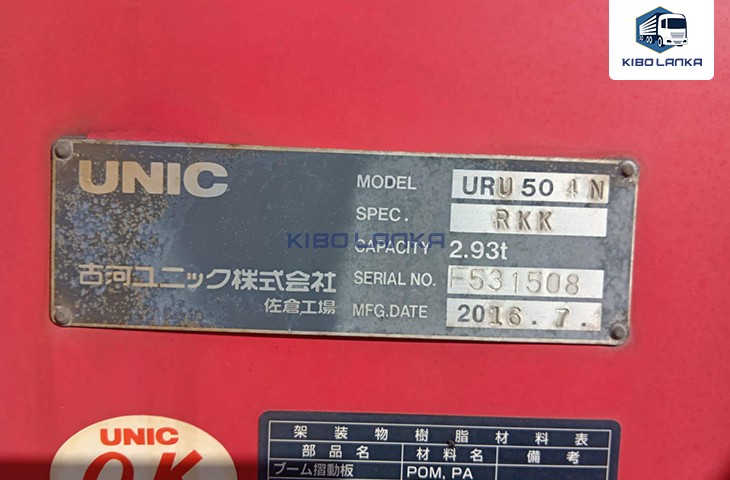 KIBO LANKA
UNIC
MODEL URU504N
SPEC. RKK
KIBO LANKA
CAPACITY 2.93t
古河ユニック株式会社
SERIAL NO. F531508
佐倉工場
MFG.DATE 2016.7.
UNIC
OK
架装物樹脂材料表
部品名 材料名 備考
ブーム摺動板 POM, PA